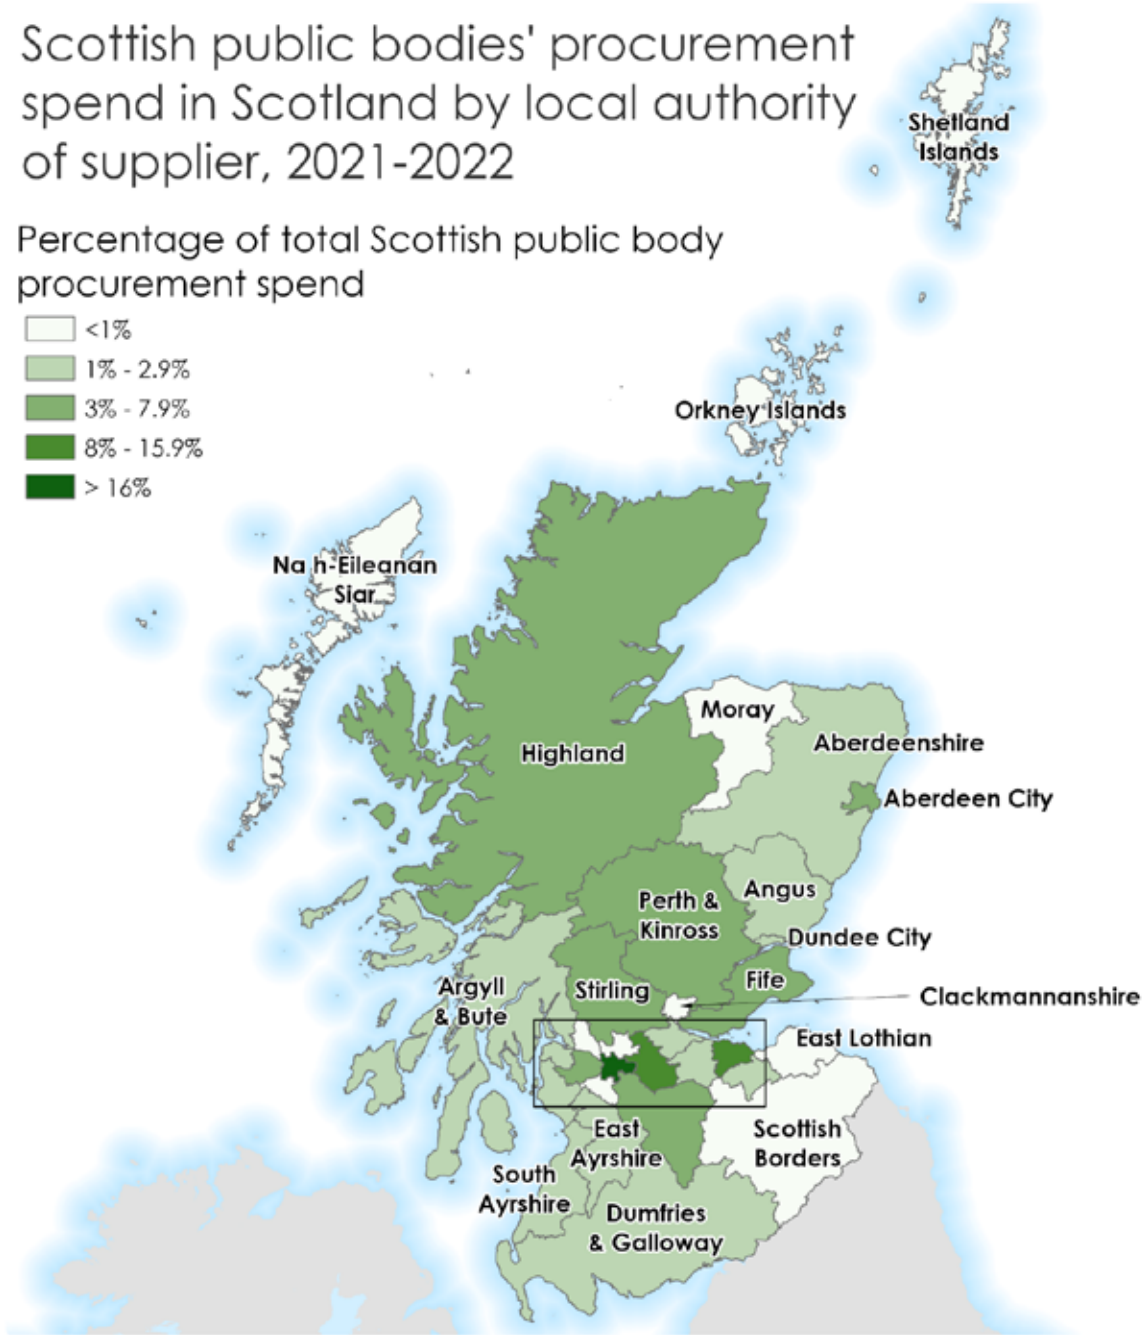 Scottish public bodies' procurement
spend in Scotland by local authority
of supplier, 2021-2022
Percentage of total Scottish public body
procurement spend
<1%
1% - 2.9%
3% - 7.9%
8% - 15.9%
> 16%
Shetland
Islands
Orkney Islands
Na h-Eileanan
Siar
Moray
Highland
Aberdeenshire
Aberdeen City
Angus
Perth &
Kinross
Dundee City
Fife
Stirling
Argyll
& Bute
Clackmannanshire
East Lothian
East
Ayrshire
Scottish
Borders
South
Ayrshire
Dumfries
& Galloway